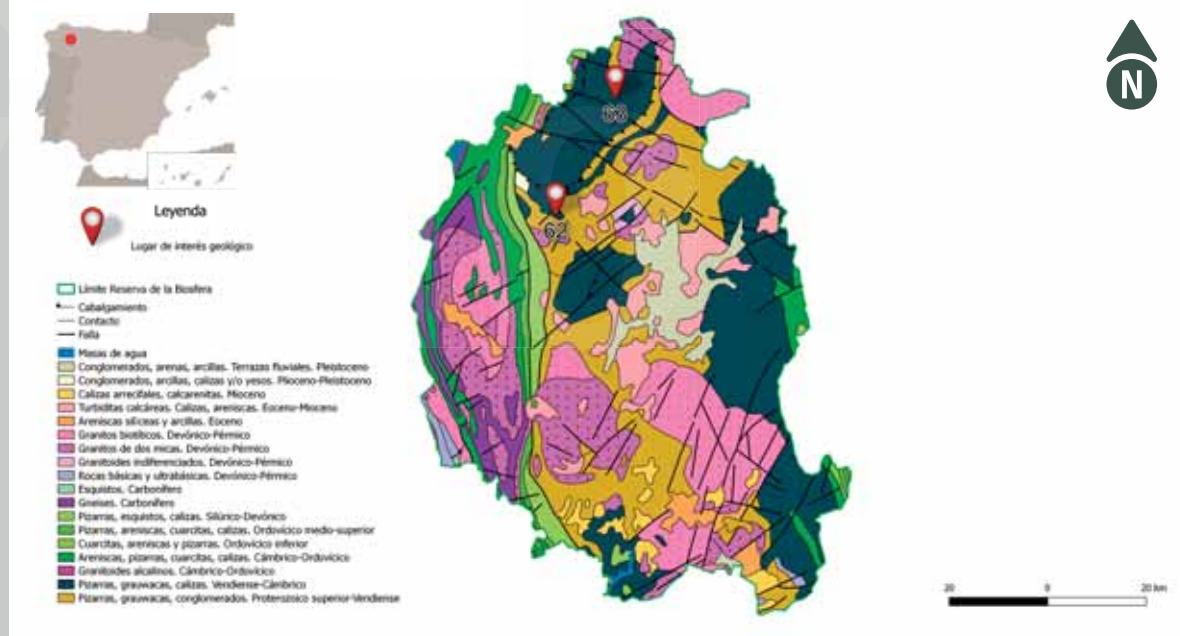 N
63
62
Leyenda
Lugar de interés geológico
Límite Reserva de la Biosfera
Cabalgamiento
Contacto
Falla
Masas de agua
Conglomerados, arenas, arcillas. Terrazas fluviales. Pleistoceno
Conglomerados, arcillas, calizas y/o yesos. Plioceno-Pleistoceno
Calizas arrecifales, calcarenitas. Mioceno
Turbiditas calcáreas. Calizas, areniscas. Eoceno-Mioceno
Areniscas silíceas y arcillas. Eoceno
Granitos biotíticos. Devónico-Pérmico
Granitos de dos micas. Devónico-Pérmico
Granitoides indiferenciados. Devónico-Pérmico
Rocas básicas y ultrabásicas. Devónico-Pérmico
Esquistos. Carbonífero
Gneises. Carbonífero
Pizarras, esquistos, calizas. Silúrico-Devónico
Pizarras, areniscas, cuarcitas, calizas. Ordovícico medio-superior
Cuarcitas, areniscas y pizarras. Ordovícico inferior
Areniscas, pizarras, cuarcitas, calizas. Cámbrico-Ordovícico
Granitoides alcalinos. Cámbrico-Ordovícico
Pizarras, grauwacas, calizas. Vendiense-Cámbrico
Pizarras, grauwacas, conglomerados. Proterozoico superior-Vendiense
20 0 20 km